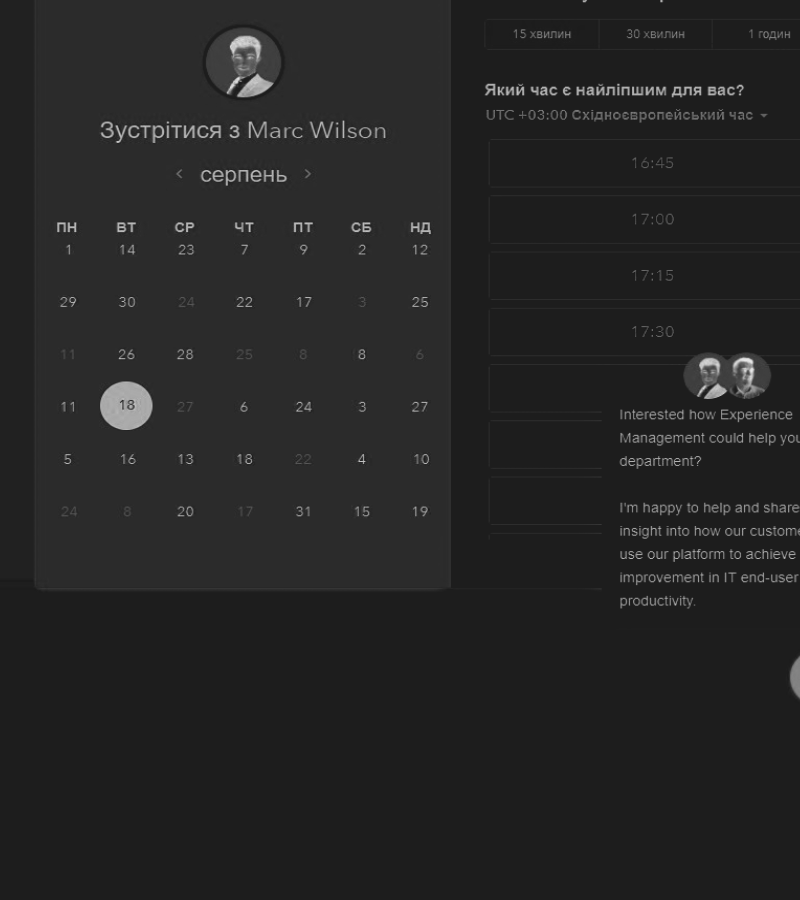 Зустрітися з Marc Wilson
серпень
ПН ВТ СР ЧТ ПТ СБ НД
1 14 23 7 9 2 12
29 30 24 22 17 3 25
11 26 28 25 8 8 6
11 18 27 6 24 3 27
5 16 13 18 22 4 10
24 8 20 17 31 15 19
15 хвилин 30 хвилин 1 годин
Який час є найліпшим для вас?
UTC +03:00 Східноєвропейський час
16:45
17:00
17:15
17:30
Interested how Experience
Management could help you
department?
I'm happy to help and share
insight into how our custome
use our platform to achieve
improvement in IT end-user
productivity.